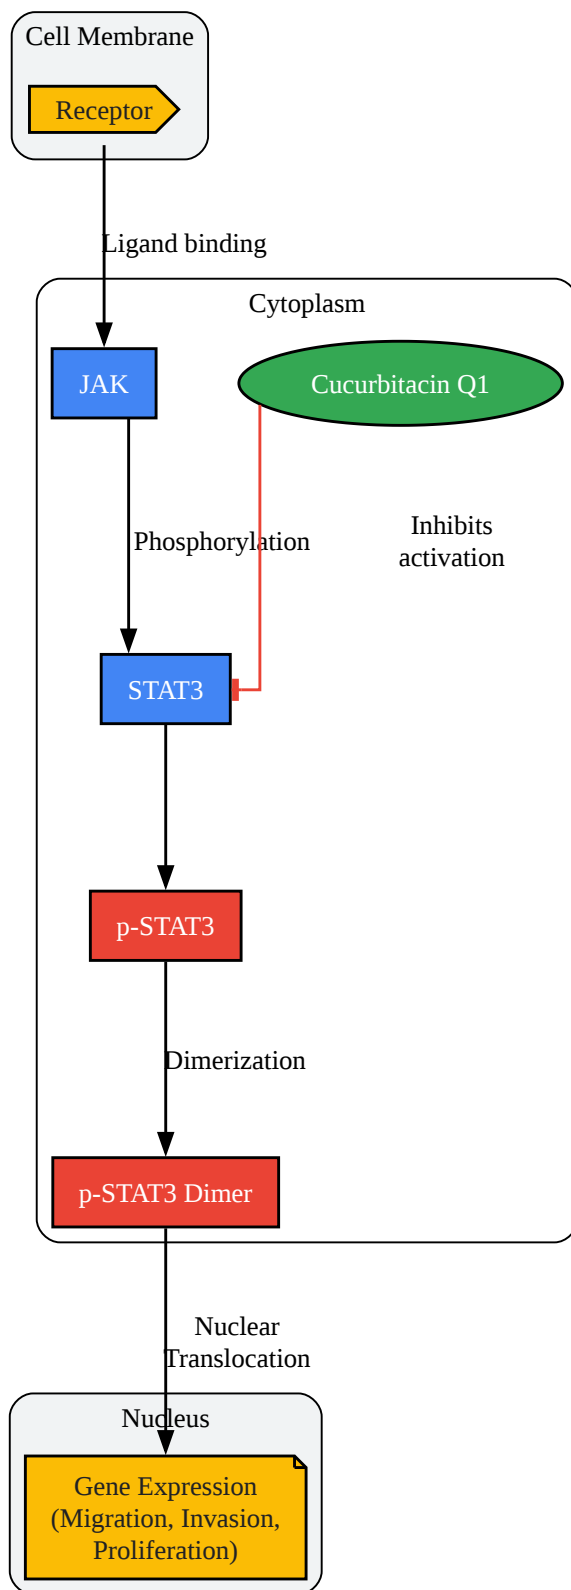 Cell Membrane
Receptor
Ligand binding
Cytoplasm
JAK
Cucurbitacin Q1
Phosphorylation
Inhibits
activation
STAT3
p-STAT3
Dimerization
p-STAT3 Dimer
Nuclear
Translocation
Nucleus
Gene Expression
(Migration, Invasion,
Proliferation)